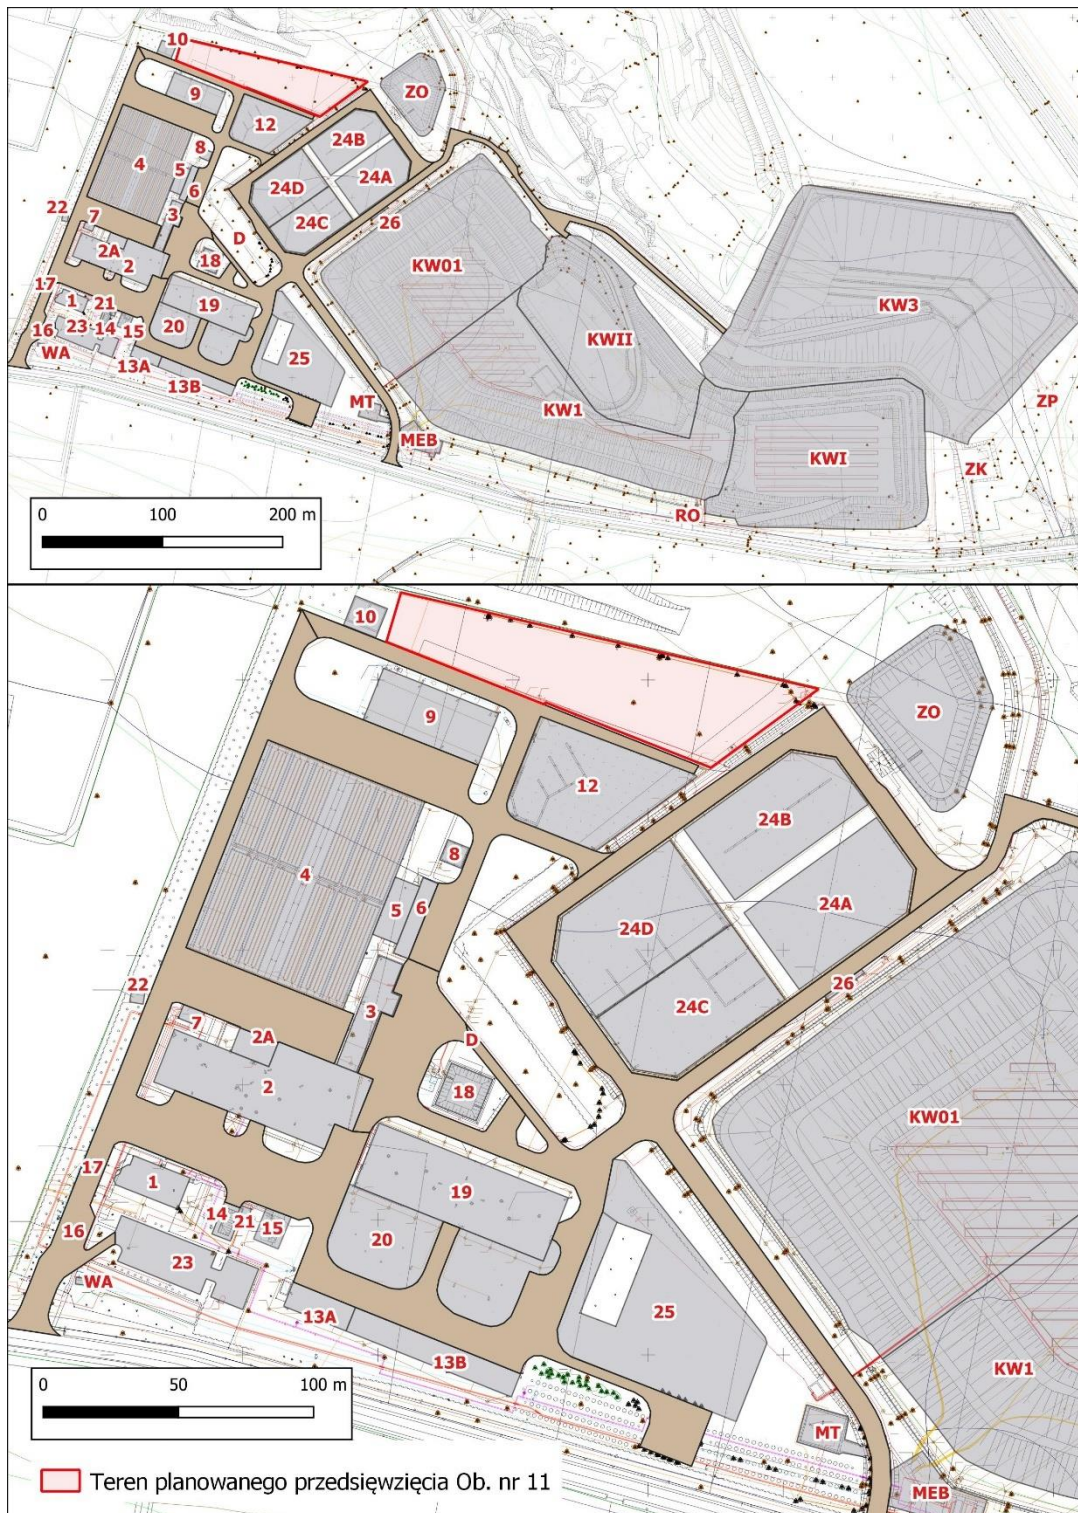 10
ZO
9
12
24B
8
4
5
24A
24D
6
22
3
26
24C
7
D
2A
2
18
KW01
17
1
21
19
KW3
KWII
16
23
14
15
20
WA
25
13A
13B
MT
KW1
ZP
MEB
KWI
ZK
RO
0 100 200 m
10
9
ZO
12
24B
8
4
24A
5
6
24D
26
22
3
24C
7
2A
D
2
18
KW01
17
1
19
14
21
15
16
20
23
WA
25
13A
13B
KW1
MT
MEB
0 50 100 m
Teren planowanego przedsięwzięcia Ob. nr 11